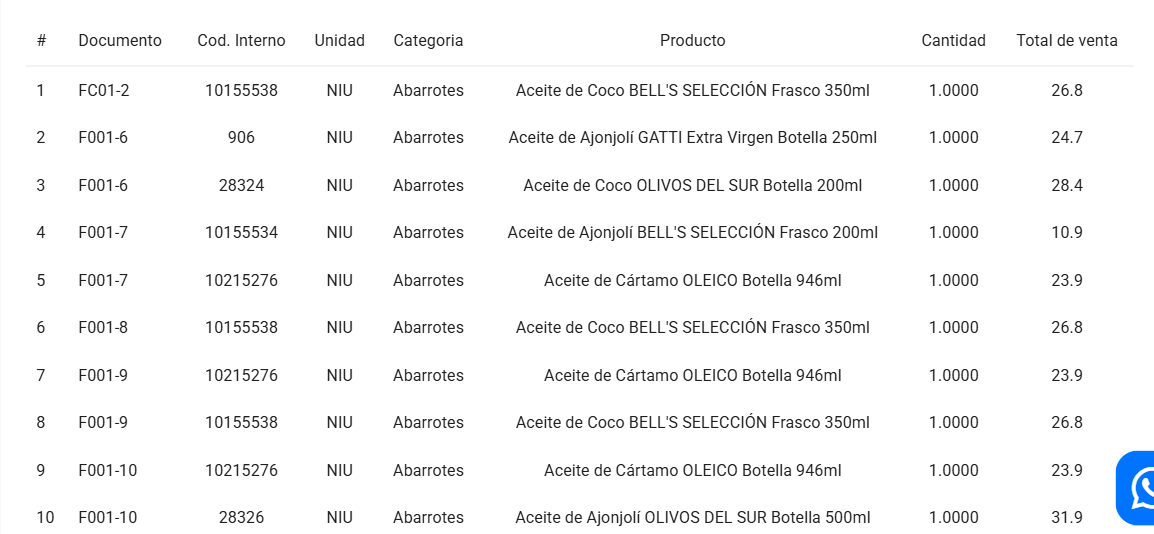 # Documento Cod. Interno Unidad Categoria Producto Cantidad Total de venta
1 FC01-2 10155538 NIU Abarrotes Aceite de Coco BELL'S SELECCIÓN Frasco 350ml 1.0000 26.8
2 F001-6 906 NIU Abarrotes Aceite de Ajonjolí GATTI Extra Virgen Botella 250ml 1.0000 24.7
3 F001-6 28324 NIU Abarrotes Aceite de Coco OLIVOS DEL SUR Botella 200ml 1.0000 28.4
4 F001-7 10155534 NIU Abarrotes Aceite de Ajonjolí BELL'S SELECCIÓN Frasco 200ml 1.0000 10.9
5 F001-7 10215276 NIU Abarrotes Aceite de Cártamo OLEICO Botella 946ml 1.0000 23.9
6 F001-8 10155538 NIU Abarrotes Aceite de Coco BELL'S SELECCIÓN Frasco 350ml 1.0000 26.8
7 F001-9 10215276 NIU Abarrotes Aceite de Cártamo OLEICO Botella 946ml 1.0000 23.9
8 F001-9 10155538 NIU Abarrotes Aceite de Coco BELL'S SELECCIÓN Frasco 350ml 1.0000 26.8
9 F001-10 10215276 NIU Abarrotes Aceite de Cártamo OLEICO Botella 946ml 1.0000 23.9
10 F001-10 28326 NIU Abarrotes Aceite de Ajonjolí OLIVOS DEL SUR Botella 500ml 1.0000 31.9